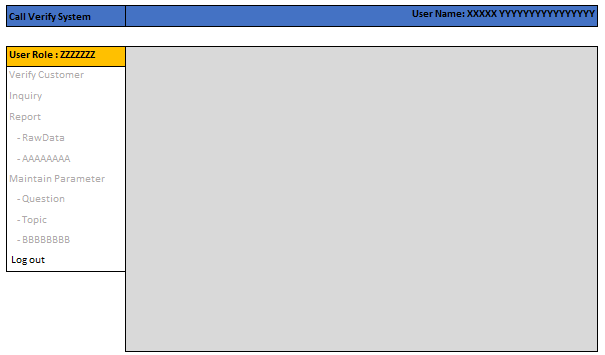 Call Verify System
User Name: XXXXX YYYYYYYYYYYYYYYY
User Role : ZZZZZZZ
Verify Customer
Inquiry
Report
- RawData
- AAAAAAAA
Maintain Parameter
- Question
- Topic
- BBBBBBBB
Log out